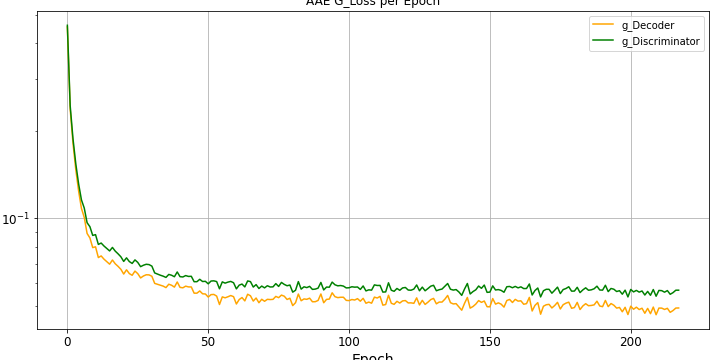 AAE G_Loss per Epoch
g_Decoder
g_Discriminator
10⁻¹
0 50 100 150 200
Epoch